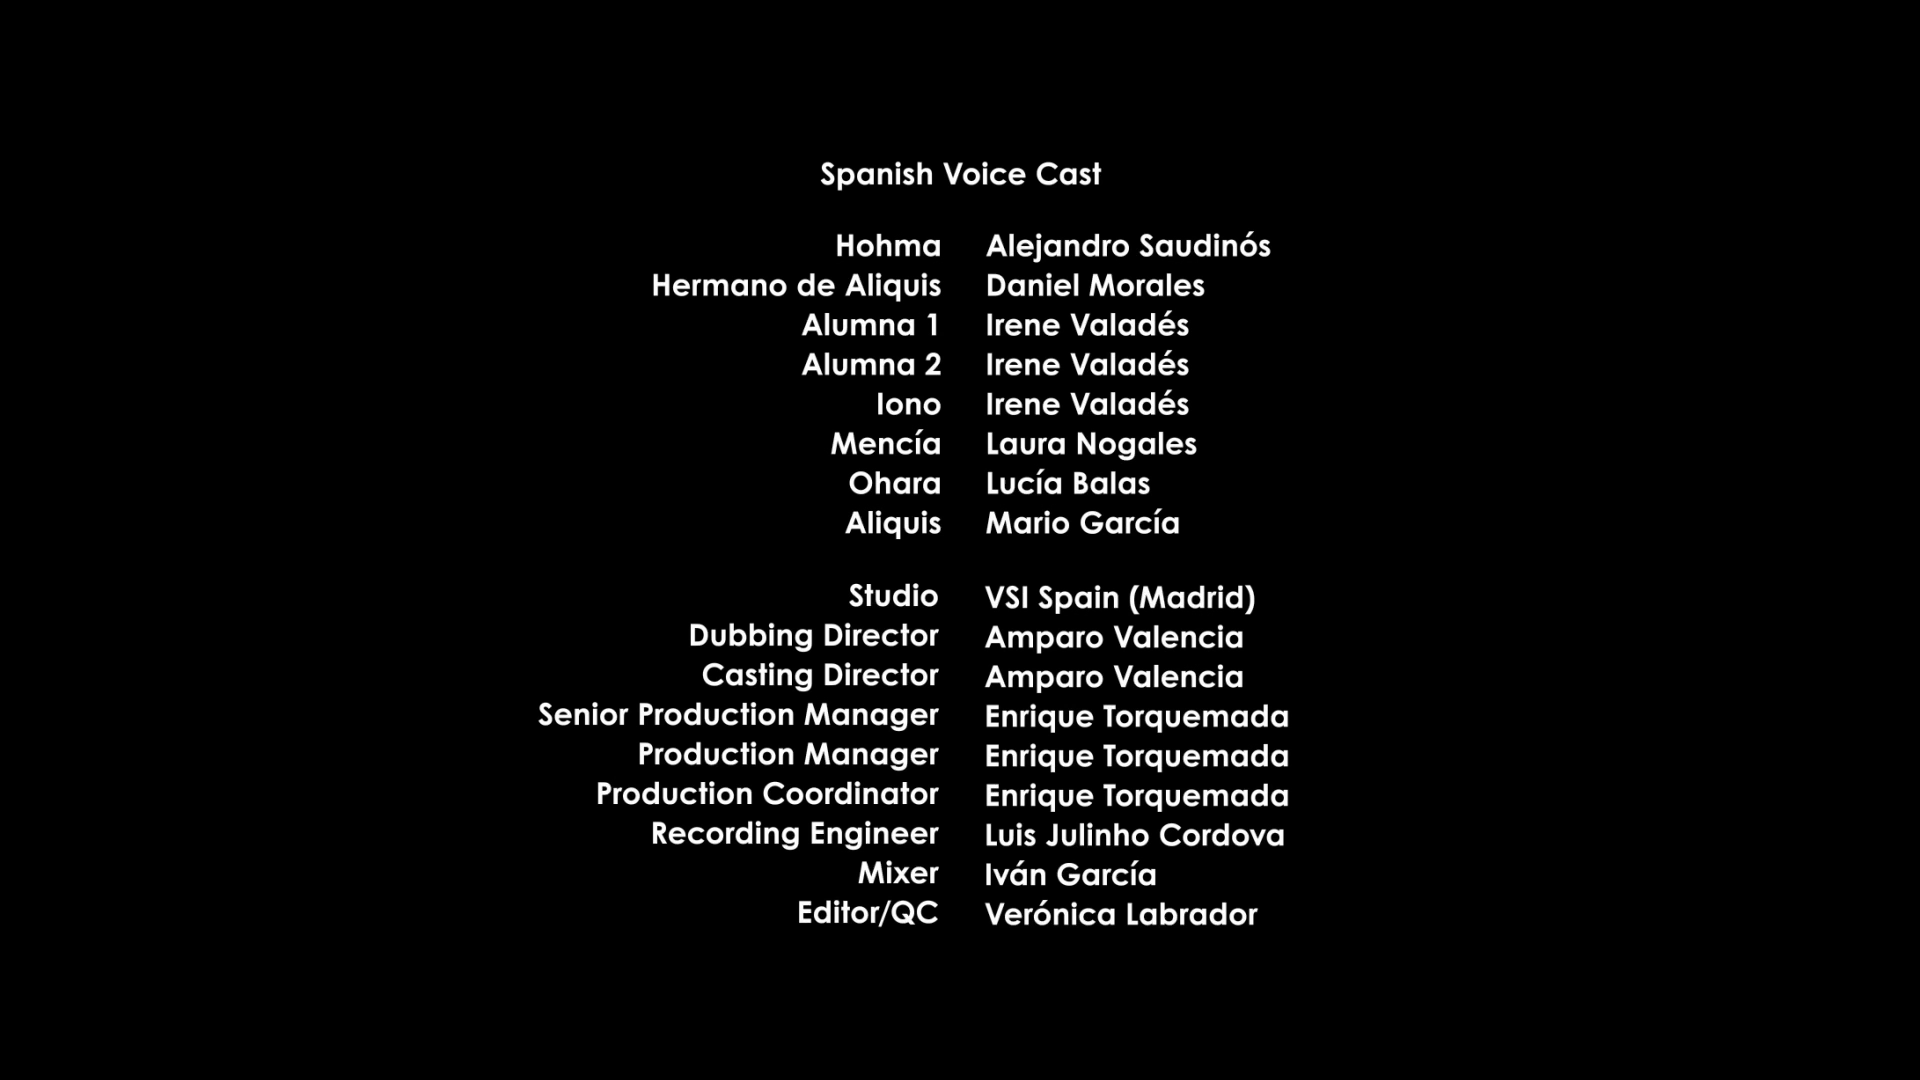 Spanish Voice Cast
Hohma Alejandro Saudinós
Hermano de Aliquis Daniel Morales
Alumna 1 Irene Valadés
Alumna 2 Irene Valadés
Iono Irene Valadés
Mencía Laura Nogales
Ohara Lucía Balas
Aliquis Mario García
Studio VSI Spain (Madrid)
Dubbing Director Amparo Valencia
Casting Director Amparo Valencia
Senior Production Manager Enrique Torquemada
Production Manager Enrique Torquemada
Production Coordinator Enrique Torquemada
Recording Engineer Luis Julinho Cordova
Mixer Iván García
Editor/QC Verónica Labrador